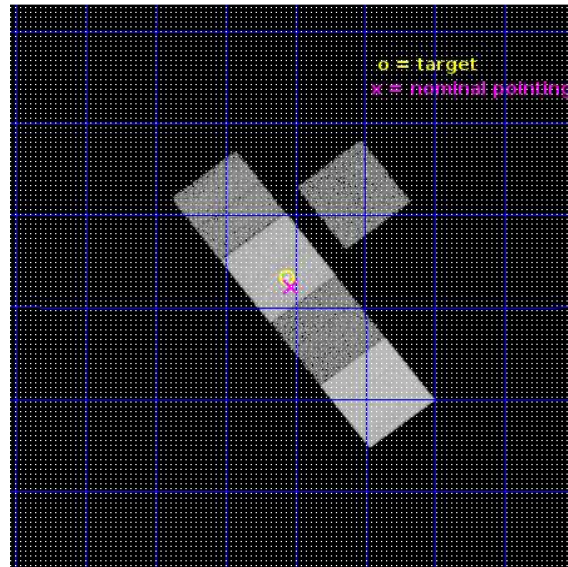 o = target
x = nominal pointing